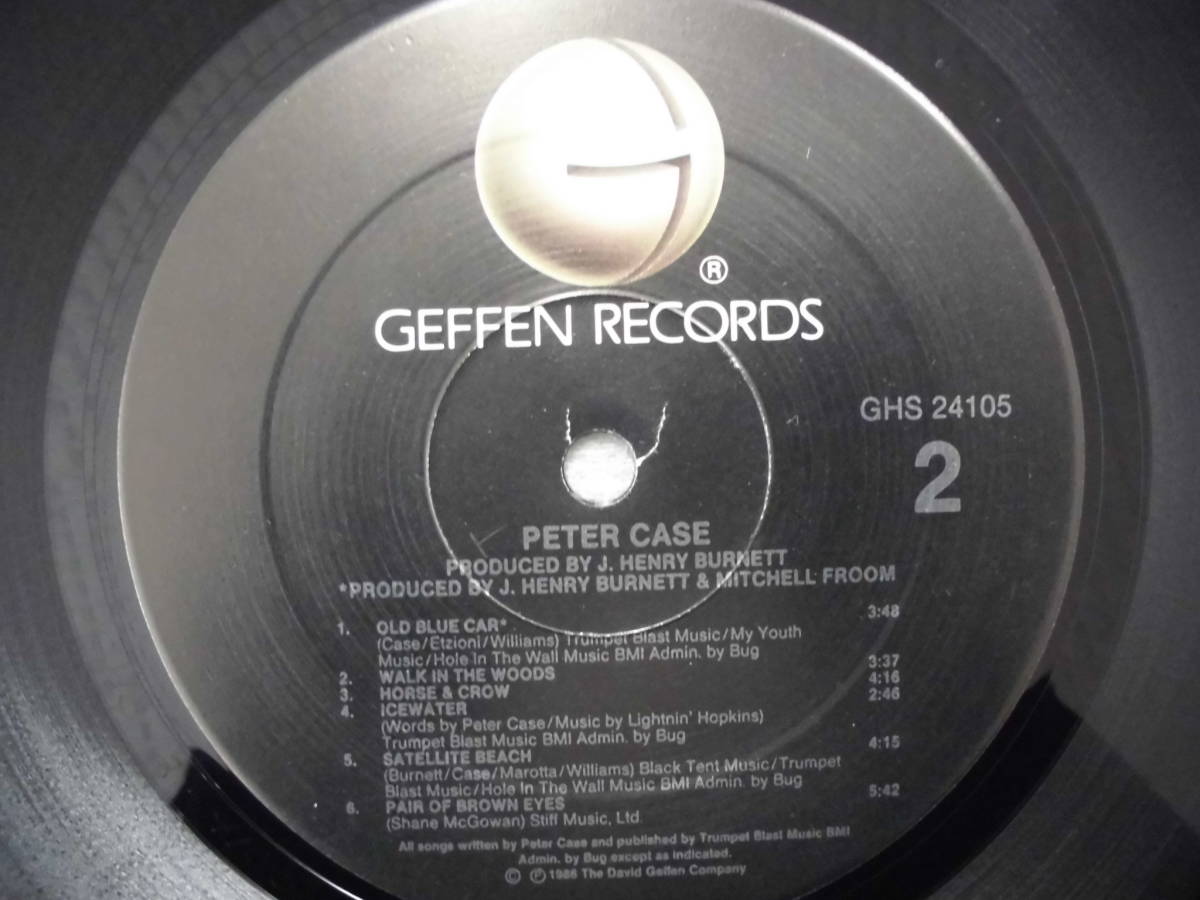 ®
GEFFEN RECORDS
GHS 24105
2
PETER CASE
PRODUCED BY J. HENRY BURNETT
*PRODUCED BY J. HENRY BURNETT & MITCHELL FROOM
1. OLD BLUE CAR* 3:48
(Case/Etzioni/Williams) Trumpet Blast Music/My Youth
Music/Hole In The Wall Music BMI Admin. by Bug
2. WALK IN THE WOODS 3:37
3. HORSE & CROW 4:16
4. ICEWATER 2:46
(Words by Peter Case/Music by Lightnin' Hopkins)
Trumpet Blast Music BMI Admin. by Bug
5. SATELLITE BEACH 4:15
(Burnett/Case/Marotta/Williams) Black Tent Music/Trumpet
Blast Music/Hole In The Wall Music BMI Admin. by Bug
6. PAIR OF BROWN EYES 5:42
(Shane McGowan) Stiff Music, Ltd.
All songs written by Peter Case and published by Trumpet Blast Music BMI
Admin. by Bug except as indicated.
© ℗ 1986 The David Geffen Company